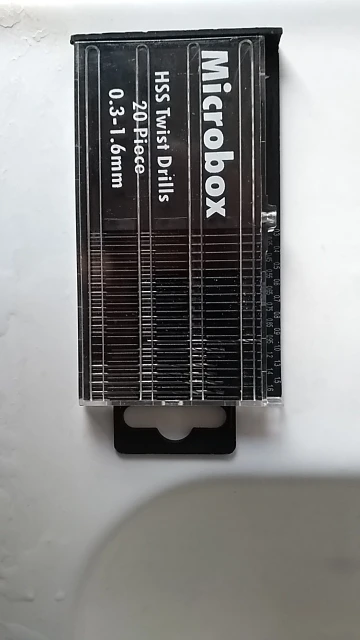 Microbox
HSS Twist Drills
20 Piece
0.3-1.6mm